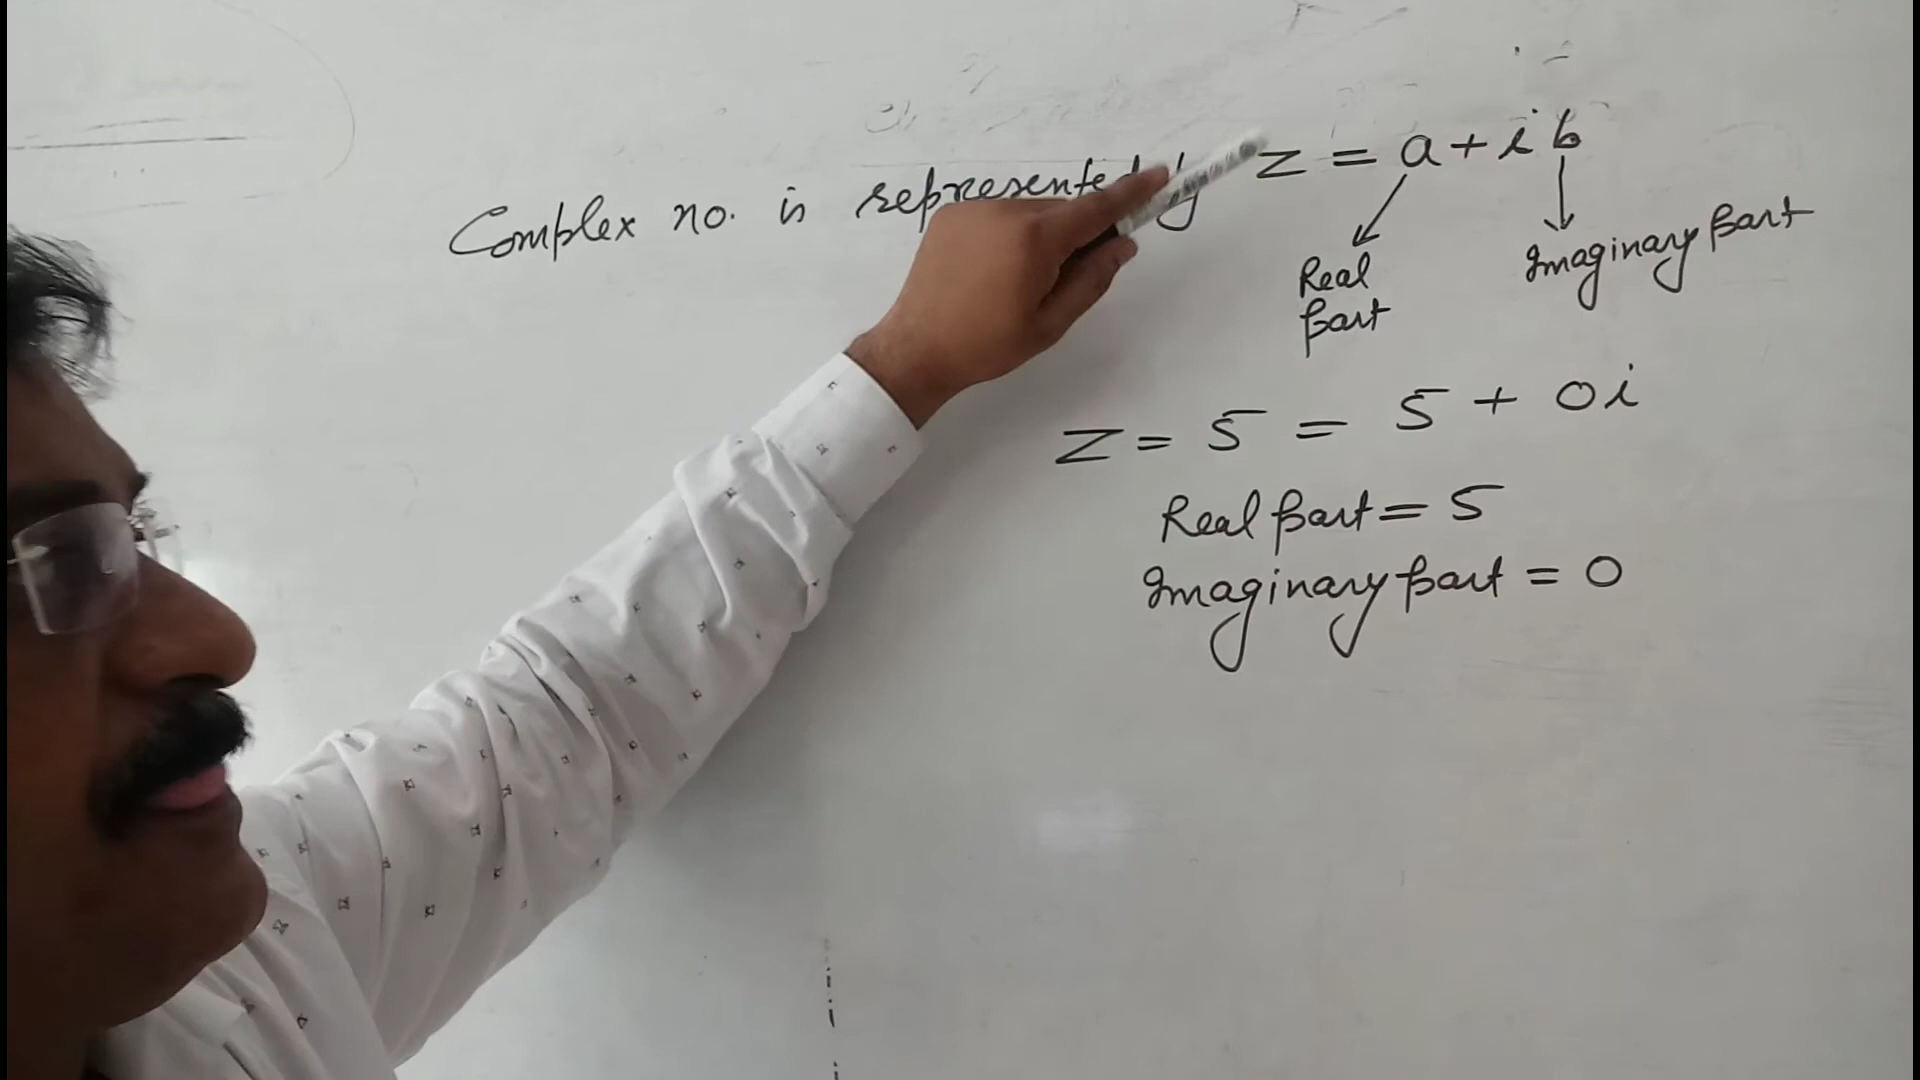 Complex no. is represented by z = a + i b
Real part
Imaginary part
Z = 5 = 5 + 0i
Real part = 5
Imaginary part = 0